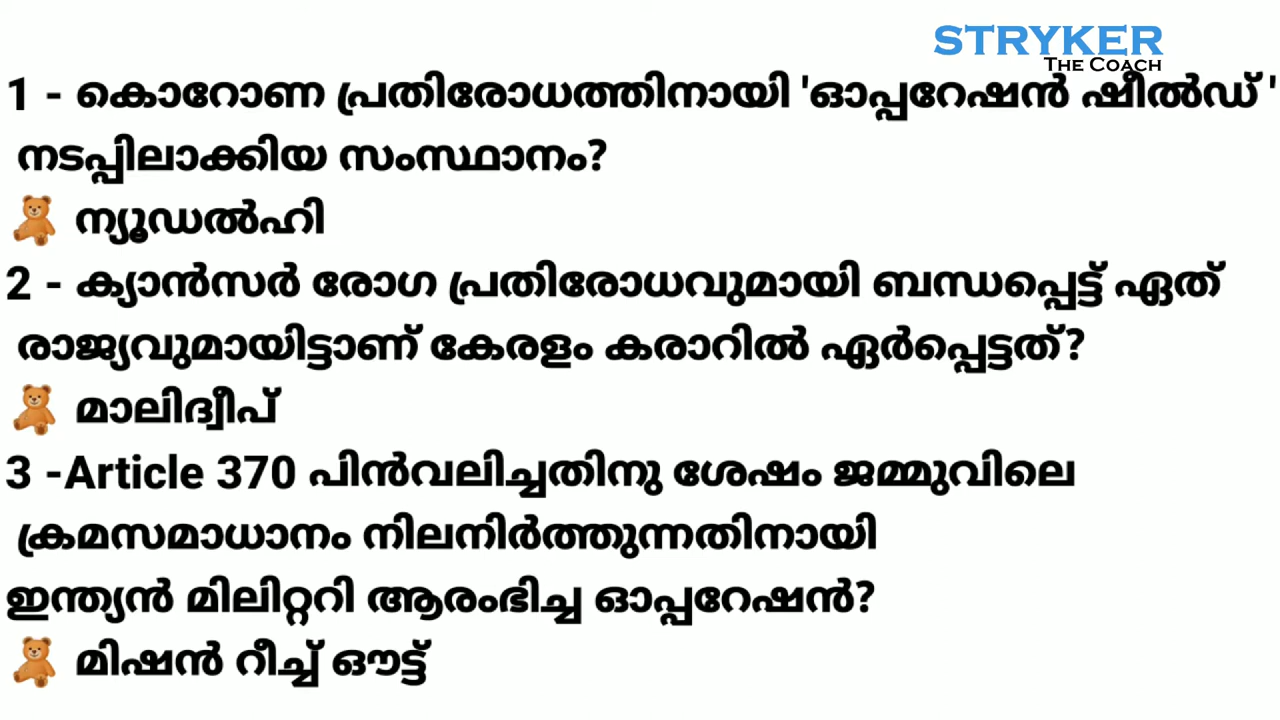 STRYKER
THE COACH
1 - കൊറോണ പ്രതിരോധത്തിനായി 'ഓപ്പറേഷൻ ഷീൽഡ് '
നടപ്പിലാക്കിയ സംസ്ഥാനം?
ന്യൂഡൽഹി
2 - ക്യാൻസർ രോഗ പ്രതിരോധവുമായി ബന്ധപ്പെട്ട് ഏത്
രാജ്യവുമായിട്ടാണ് കേരളം കരാറിൽ ഏർപ്പെട്ടത്?
മാലിദ്വീപ്
3 -Article 370 പിൻവലിച്ചതിനു ശേഷം ജമ്മുവിലെ
ക്രമസമാധാനം നിലനിർത്തുന്നതിനായി
ഇന്ത്യൻ മിലിറ്ററി ആരംഭിച്ച ഓപ്പറേഷൻ?
മിഷൻ റീച്ച് ഔട്ട്